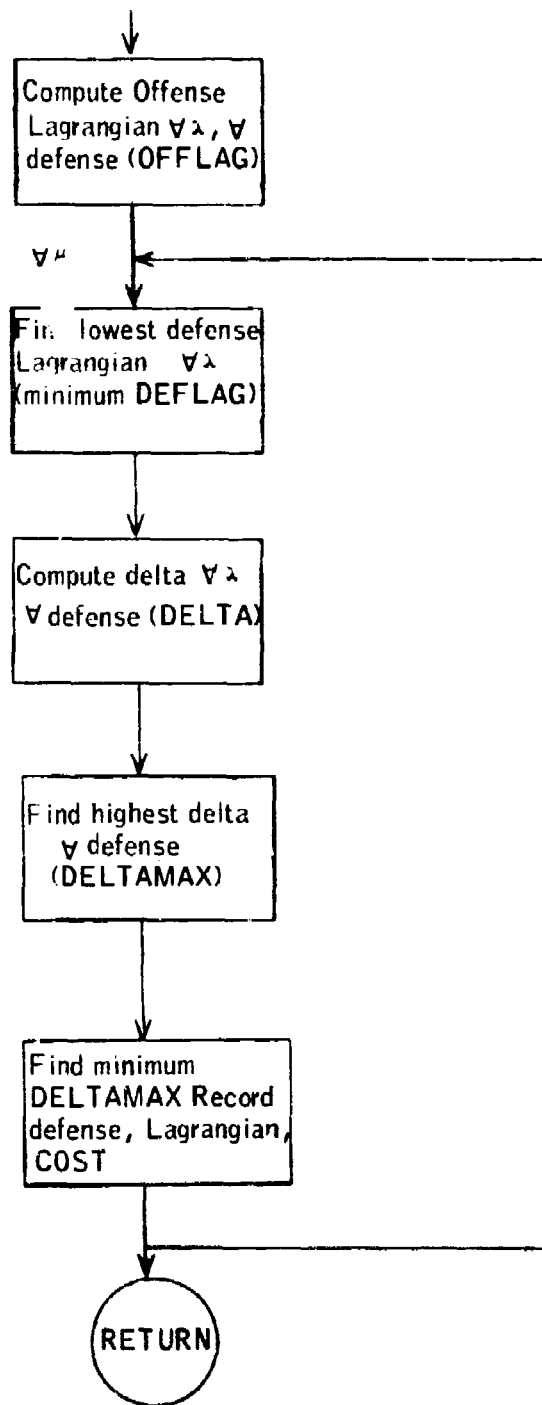 Compute Offense
Lagrangian ∀λ, ∀
defense (OFFLAG)
∀μ
lowest defense
Lagrangian ∀λ
(minimum DEFLAG)
Compute delta ∀λ
∀ defense (DELTA)
Find highest delta
∀ defense
(DELTAMAX)
Find minimum
DELTAMAX Record
defense, Lagrangian,
COST
RETURN